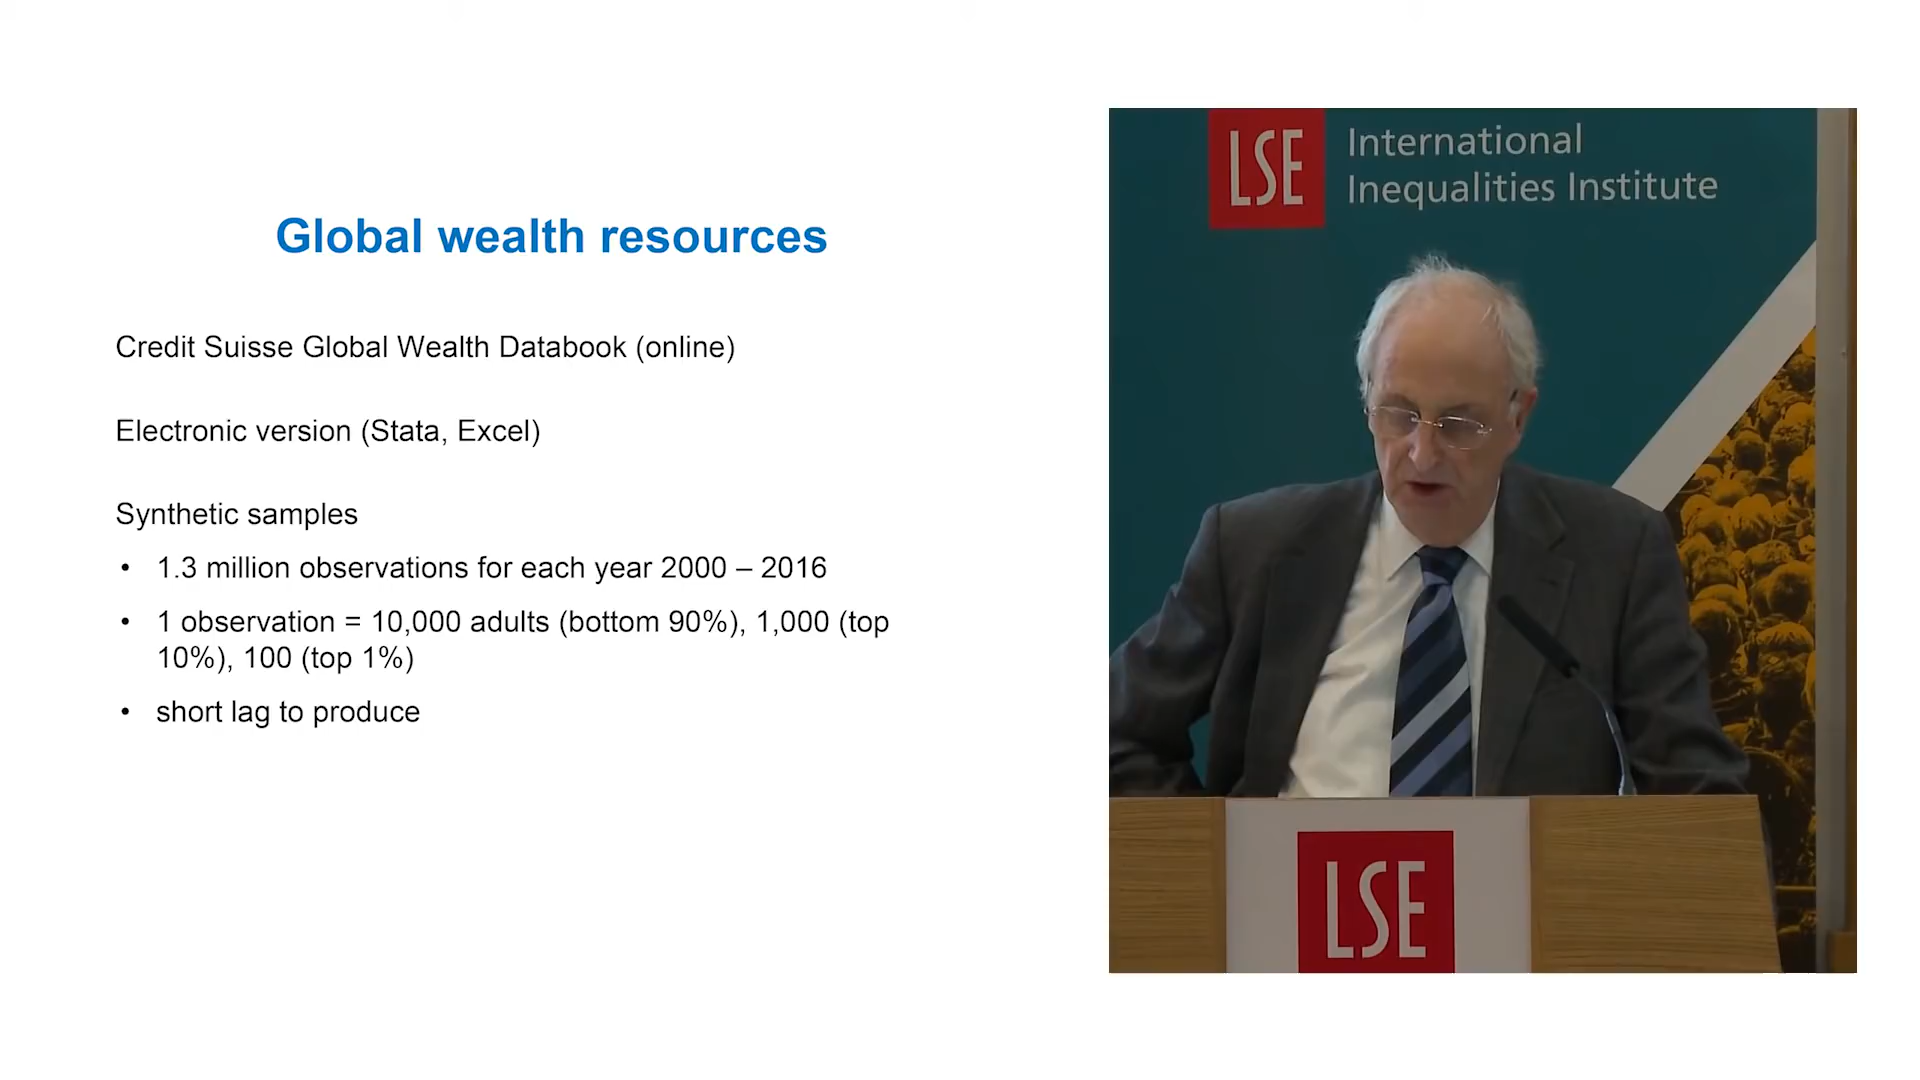 Global wealth resources
Credit Suisse Global Wealth Databook (online)
Electronic version (Stata, Excel)
Synthetic samples
• 1.3 million observations for each year 2000 – 2016
• 1 observation = 10,000 adults (bottom 90%), 1,000 (top
10%), 100 (top 1%)
• short lag to produce
LSE
International
Inequalities Institute
LSE